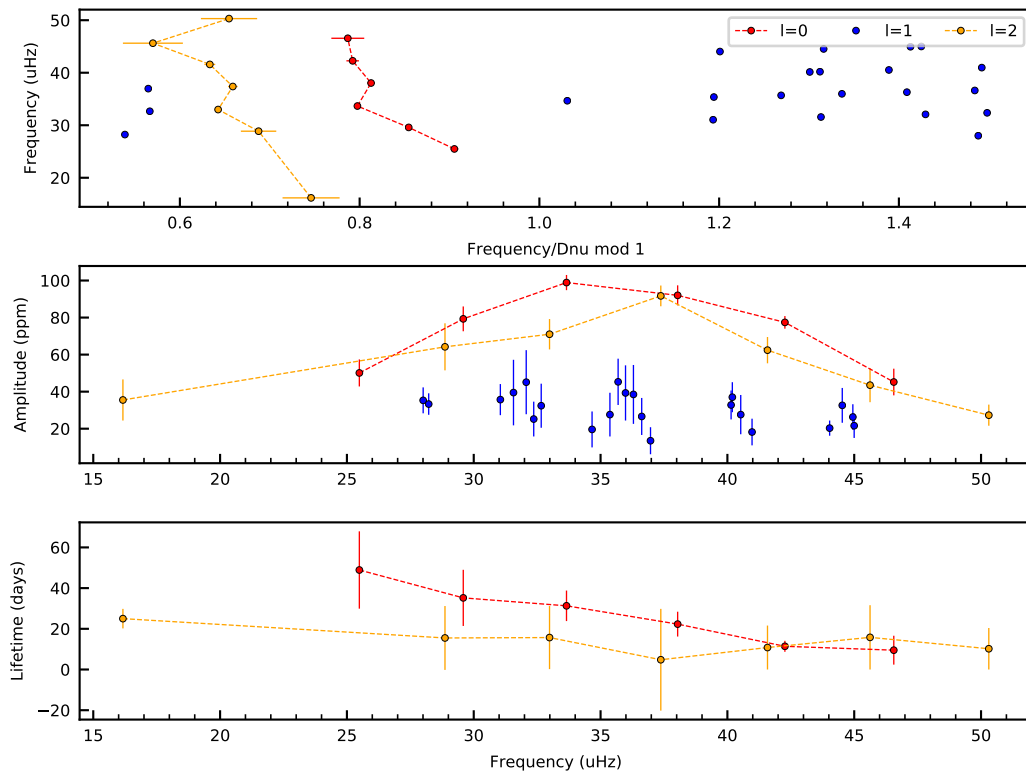 50
40
30
20
Frequency (uHz)
l=0 l=1 l=2
0.6 0.8 1.0 1.2 1.4
Frequency/Dnu mod 1
100
80
60
40
20
Amplitude (ppm)
15 20 25 30 35 40 45 50
60
40
20
0
−20
Lifetime (days)
15 20 25 30 35 40 45 50
Frequency (uHz)